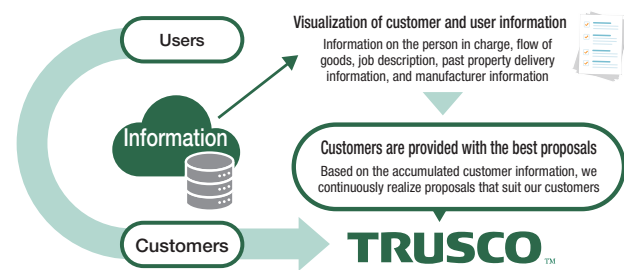 Users
Information
Customers
Visualization of customer and user information
Information on the person in charge, flow of
goods, job description, past property delivery
information, and manufacturer information
Customers are provided with the best proposals
Based on the accumulated customer information, we
continuously realize proposals that suit our customers
TRUSCO™